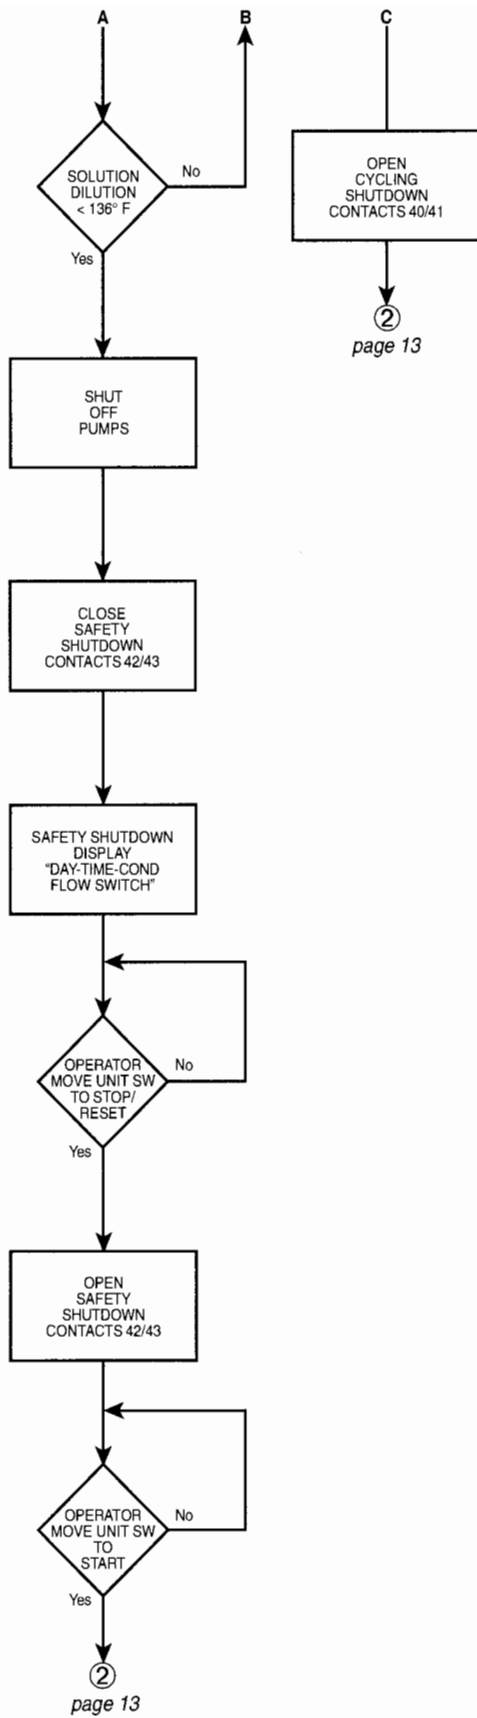 A
B
C
SOLUTION
DILUTION
< 136° F
No
Yes
OPEN
CYCLING
SHUTDOWN
CONTACTS 40/41
2
page 13
SHUT
OFF
PUMPS
CLOSE
SAFETY
SHUTDOWN
CONTACTS 42/43
SAFETY SHUTDOWN
DISPLAY
"DAY-TIME-COND
FLOW SWITCH"
OPERATOR
MOVE UNIT SW
TO STOP/
RESET
No
Yes
OPEN
SAFETY
SHUTDOWN
CONTACTS 42/43
OPERATOR
MOVE UNIT SW
TO
START
No
Yes
2
page 13